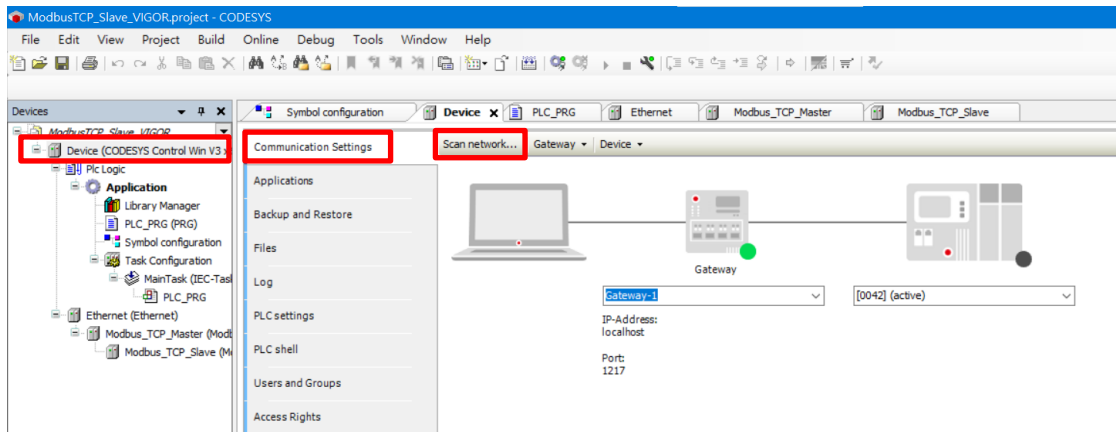 ModbusTCP_Slave_VIGOR.project - CODESYS
File Edit View Project Build Online Debug Tools Window Help
Devices
Symbol configuration
Device
PLC_PRG
Ethernet
Modbus_TCP_Master
Modbus_TCP_Slave
ModbusTCP_Slave_VIGOR
Device (CODESYS Control Win V3 x
Plc Logic
Application
Library Manager
PLC_PRG (PRG)
Symbol configuration
Task Configuration
MainTask (IEC-Tasl
PLC_PRG
Ethernet (Ethernet)
Modbus_TCP_Master (Modb
Modbus_TCP_Slave (Mo
Communication Settings
Applications
Backup and Restore
Files
Log
PLC settings
PLC shell
Users and Groups
Access Rights
Scan network... Gateway Device
Gateway
Gateway-1
[0042] (active)
IP-Address:
localhost
Port:
1217